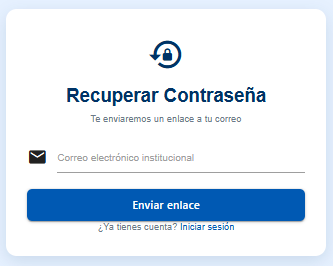 Recuperar Contraseña
Te enviaremos un enlace a tu correo
Correo electrónico institucional
Enviar enlace
¿Ya tienes cuenta? Iniciar sesión